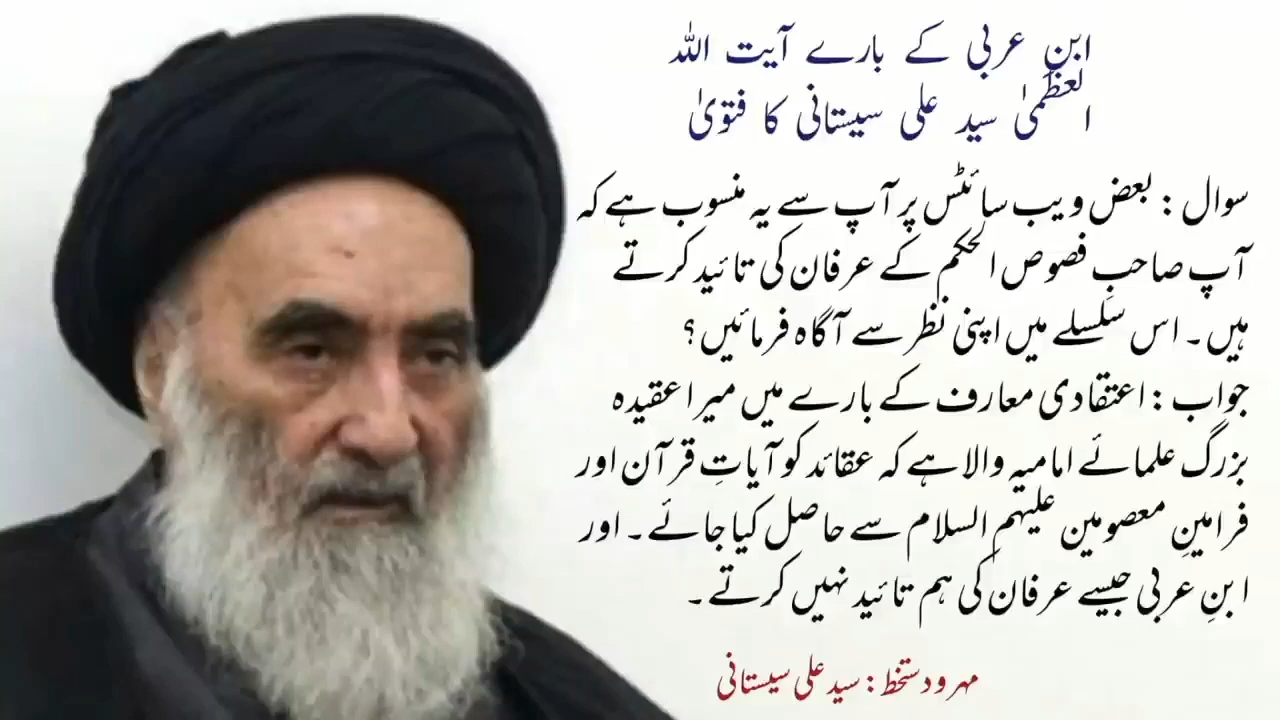 ابنِ عربی کے بارے آیت اللہ
العظمیٰ سید علی سیستانی کا فتویٰ
سوال : بعض ویب سائٹس پر آپ سے یہ منسوب ہے کہ
آپ صاحبِ فصوص الحکم کے عرفان کی تائید کرتے
ہیں۔ اس سلسلے میں اپنی نظر سے آگاہ فرمائیں؟
جواب : اعتقادی معارف کے بارے میں میرا عقیدہ
بزرگ علمائے امامیہ والا ہے کہ عقائد کو آیاتِ قرآن اور
فرامینِ معصومین علیہم السلام سے حاصل کیا جائے۔ اور
ابنِ عربی جیسے عرفان کی ہم تائید نہیں کرتے۔
مہر و دستخط : سید علی سیستانی